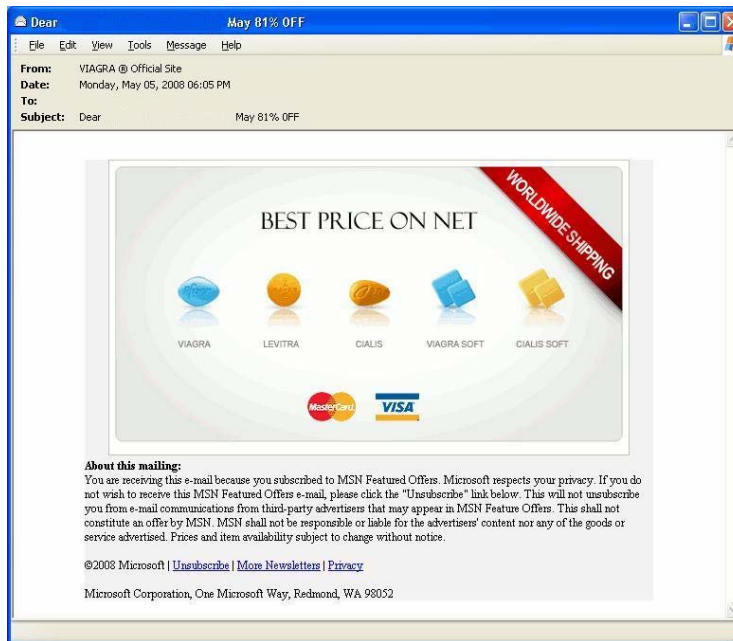 Dear May 81% 0FF
File Edit View Tools Message Help
From: VIAGRA ® Official Site
Date: Monday, May 05, 2008 06:05 PM
To:
Subject: Dear May 81% 0FF
WORLDWIDE SHIPPING
BEST PRICE ON NET
VIAGRA LEVITRA CIALIS VIAGRA SOFT CIALIS SOFT
MasterCard VISA
About this mailing:
You are receiving this e-mail because you subscribed to MSN Featured Offers. Microsoft respects your privacy. If you do
not wish to receive this MSN Featured Offers e-mail, please click the "Unsubscribe" link below. This will not unsubscribe
you from e-mail communications from third-party advertisers that may appear in MSN Feature Offers. This shall not
constitute an offer by MSN. MSN shall not be responsible or liable for the advertisers' content nor any of the goods or
service advertised. Prices and item availability subject to change without notice.
©2008 Microsoft | Unsubscribe | More Newsletters | Privacy
Microsoft Corporation, One Microsoft Way, Redmond, WA 98052